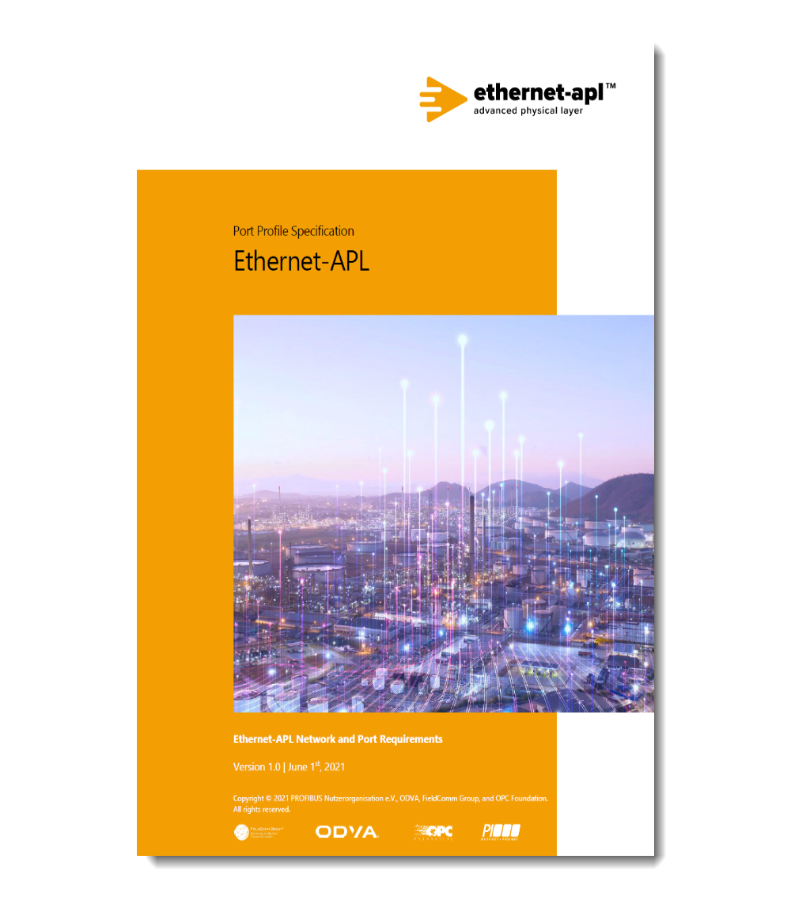 ethernet-apl™
advanced physical layer
Port Profile Specification
Ethernet-APL
Ethernet-APL Network and Port Requirements
Version 1.0 | June 1st, 2021
Copyright © 2021 PROFIBUS Nutzerorganisation e.V., ODVA, FieldComm Group, and OPC Foundation.
All rights reserved.
ODVA
OPC
PI